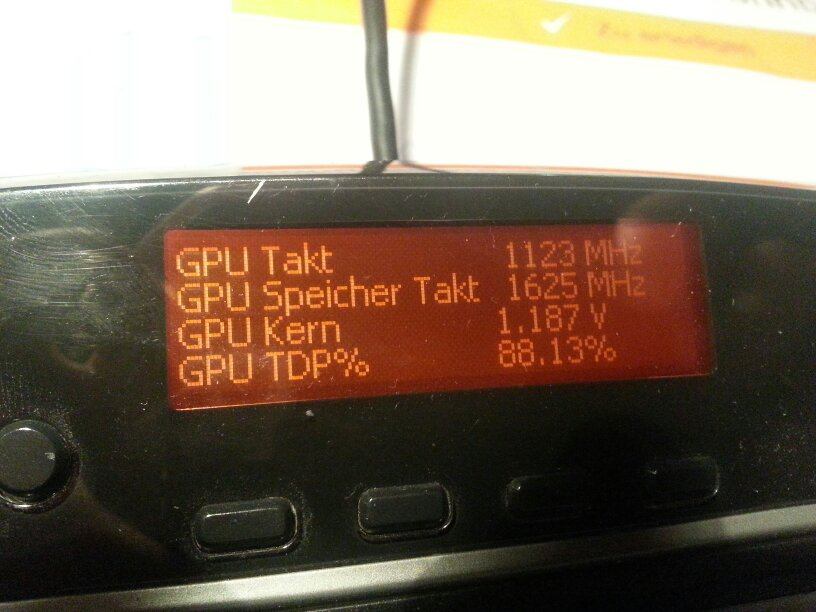 GPU Takt 1123 MHz
GPU Speicher Takt 1625 MHz
GPU Kern 1.187 V
GPU TDP% 88.13%